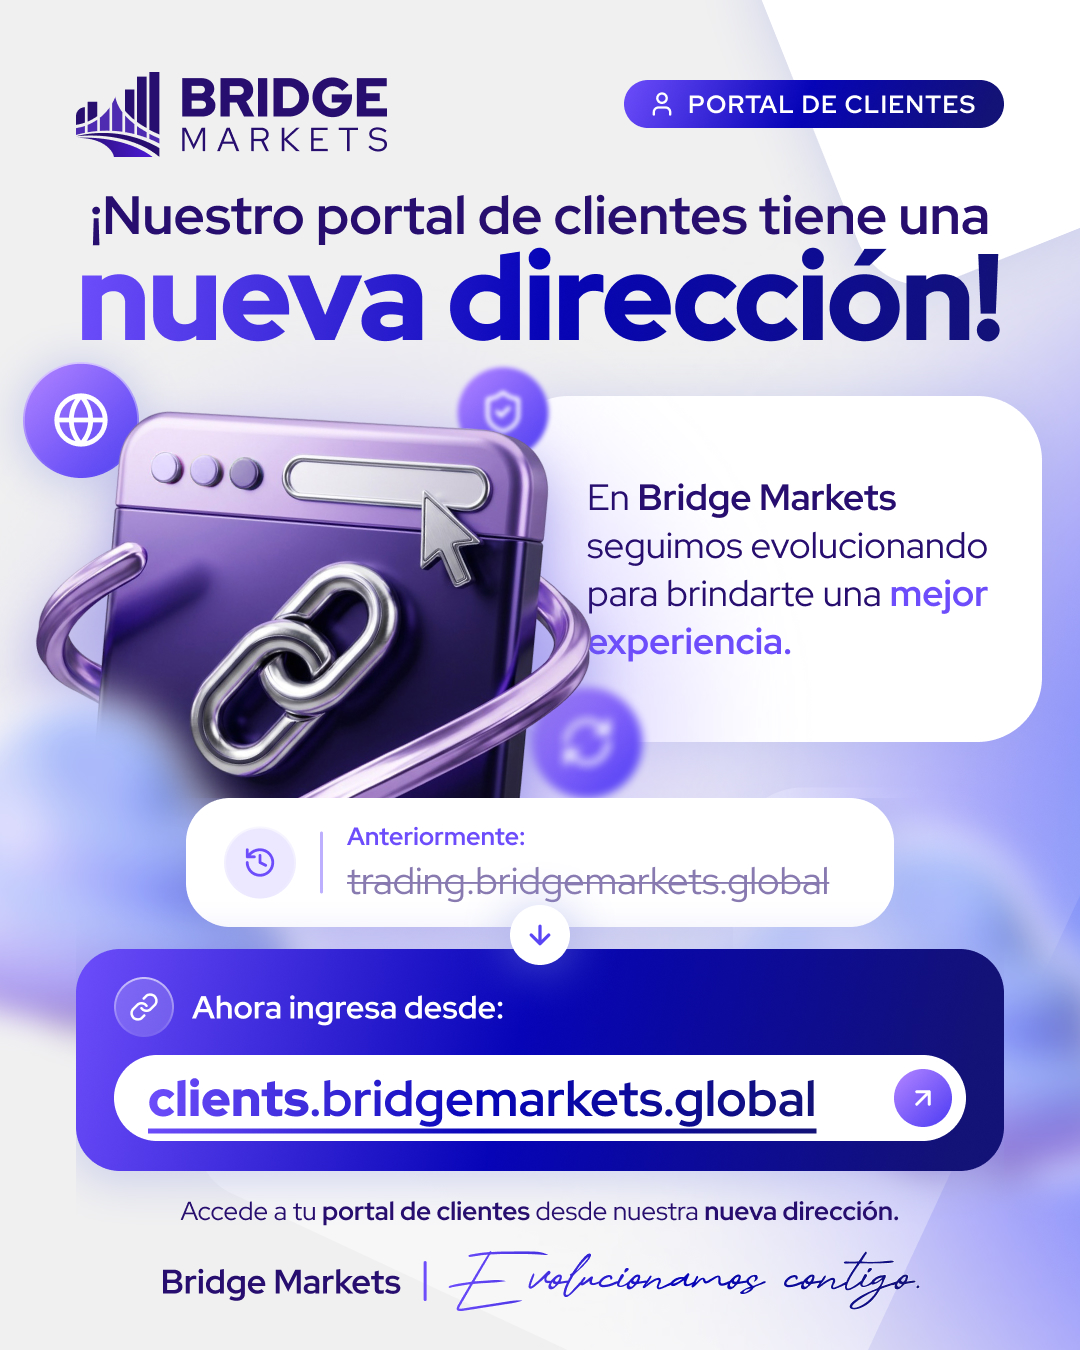 BRIDGE
MARKETS
PORTAL DE CLIENTES
¡Nuestro portal de clientes tiene una
nueva dirección!
En Bridge Markets
seguimos evolucionando
para brindarte una mejor
experiencia.
Anteriormente:
trading.bridgemarkets.global
Ahora ingresa desde:
clients.bridgemarkets.global
Accede a tu portal de clientes desde nuestra nueva dirección.
Bridge Markets | Evolucionamos contigo.